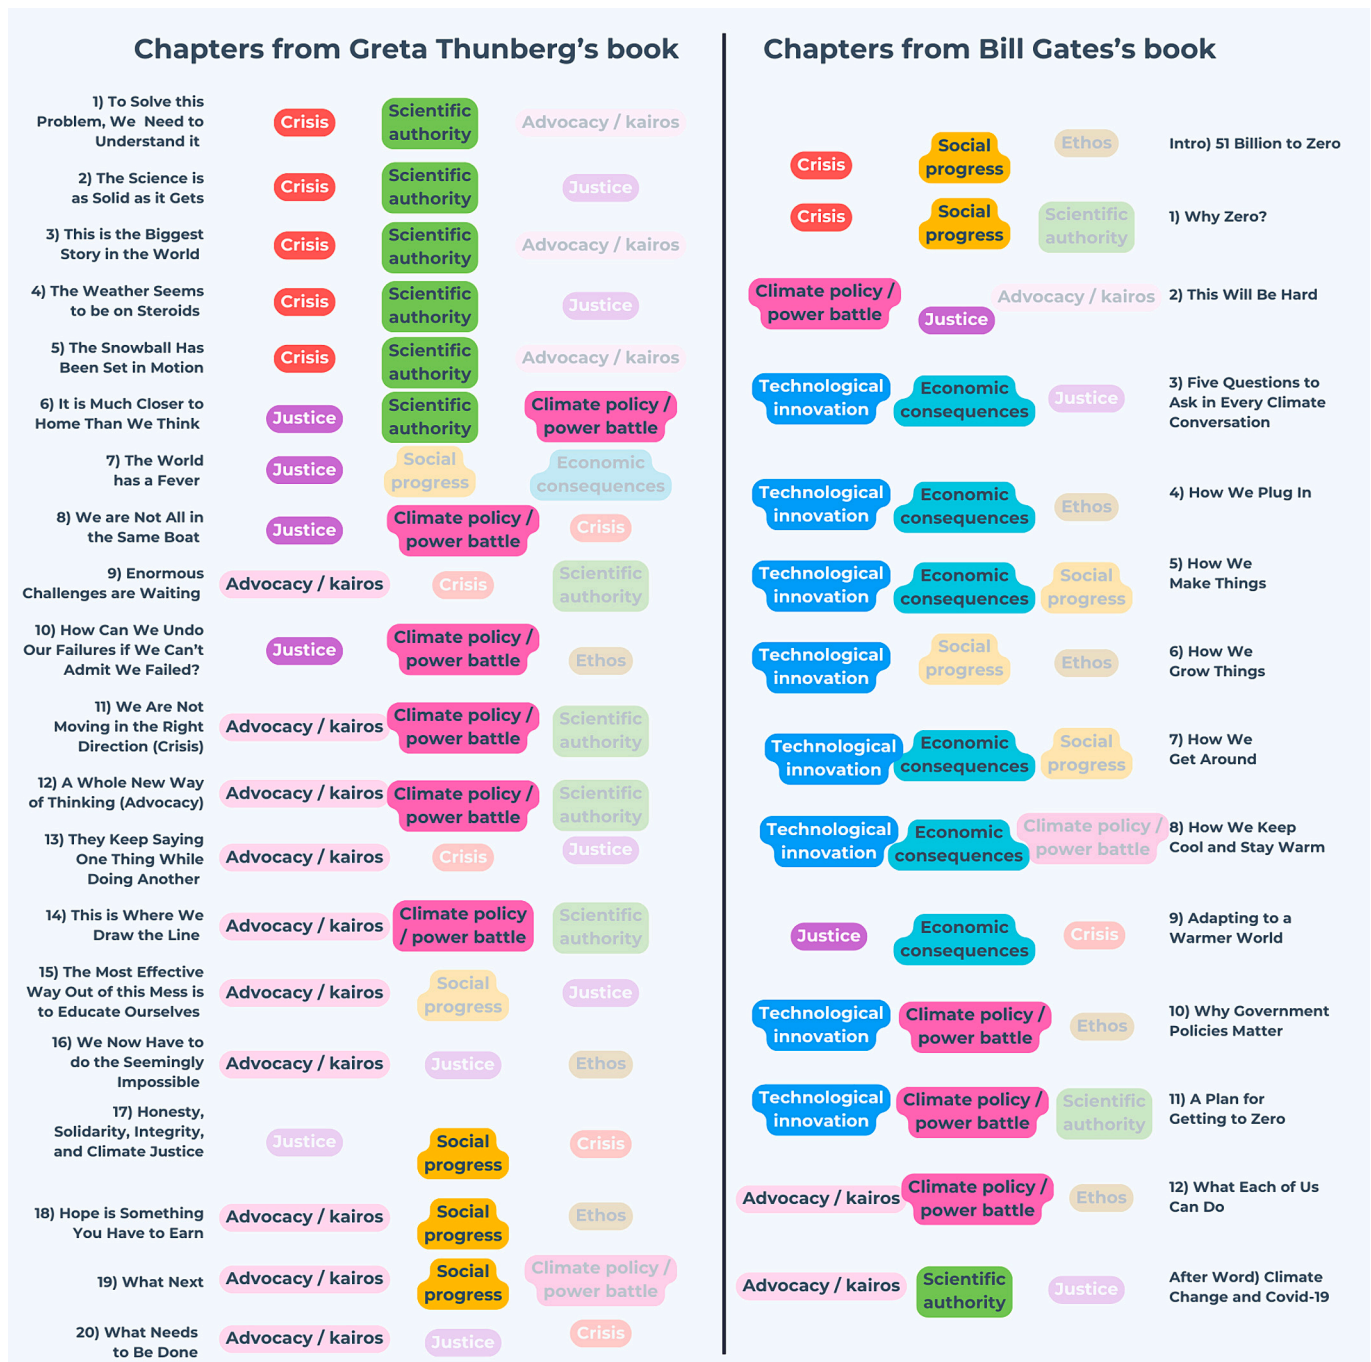 Chapters from Greta Thunberg’s book
1) To Solve this
Problem, We Need to
Understand it
Crisis
Scientific
authority
Advocacy / kairos
2) The Science is
as Solid as it Gets
Crisis
Scientific
authority
Justice
3) This is the Biggest
Story in the World
Crisis
Scientific
authority
Advocacy / kairos
4) The Weather Seems
to be on Steroids
Crisis
Scientific
authority
Justice
5) The Snowball Has
Been Set in Motion
Crisis
Scientific
authority
Advocacy / kairos
6) It is Much Closer to
Home Than We Think
Justice
Scientific
authority
Climate policy /
power battle
7) The World
has a Fever
Justice
Social
progress
Economic
consequences
8) We are Not All in
the Same Boat
Justice
Climate policy /
power battle
Crisis
9) Enormous
Challenges are Waiting
Advocacy / kairos
Crisis
Scientific
authority
10) How Can We Undo
Our Failures if We Can’t
Admit We Failed?
Justice
Climate policy /
power battle
Ethos
11) We Are Not
Moving in the Right
Direction (Crisis)
Advocacy / kairos
Climate policy /
power battle
Scientific
authority
12) A Whole New Way
of Thinking (Advocacy)
Advocacy / kairos
Climate policy /
power battle
Scientific
authority
13) They Keep Saying
One Thing While
Doing Another
Advocacy / kairos
Crisis
Justice
14) This is Where We
Draw the Line
Advocacy / kairos
Climate policy
/ power battle
Scientific
authority
15) The Most Effective
Way Out of this Mess is
to Educate Ourselves
Advocacy / kairos
Social
progress
Justice
16) We Now Have to
do the Seemingly
Impossible
Advocacy / kairos
Justice
Ethos
17) Honesty,
Solidarity, Integrity,
and Climate Justice
Justice
Social
progress
Crisis
18) Hope is Something
You Have to Earn
Advocacy / kairos
Social
progress
Ethos
19) What Next
Advocacy / kairos
Social
progress
Climate policy /
power battle
20) What Needs
to Be Done
Advocacy / kairos
Justice
Crisis
Chapters from Bill Gates’s book
Crisis
Social
progress
Ethos
Intro) 51 Billion to Zero
Crisis
Social
progress
Scientific
authority
1) Why Zero?
Climate policy /
power battle
Justice
Advocacy / kairos
2) This Will Be Hard
Technological
innovation
Economic
consequences
Justice
3) Five Questions to
Ask in Every Climate
Conversation
Technological
innovation
Economic
consequences
Ethos
4) How We Plug In
Technological
innovation
Economic
consequences
Social
progress
5) How We
Make Things
Technological
innovation
Social
progress
Ethos
6) How We
Grow Things
Technological
innovation
Economic
consequences
Social
progress
7) How We
Get Around
Technological
innovation
Economic
consequences
Climate policy /
power battle
8) How We Keep
Cool and Stay Warm
Justice
Economic
consequences
Crisis
9) Adapting to a
Warmer World
Technological
innovation
Climate policy /
power battle
Ethos
10) Why Government
Policies Matter
Technological
innovation
Climate policy /
power battle
Scientific
authority
11) A Plan for
Getting to Zero
Advocacy / kairos
Climate policy /
power battle
Ethos
12) What Each of Us
Can Do
Advocacy / kairos
Scientific
authority
Justice
After Word) Climate
Change and Covid-19